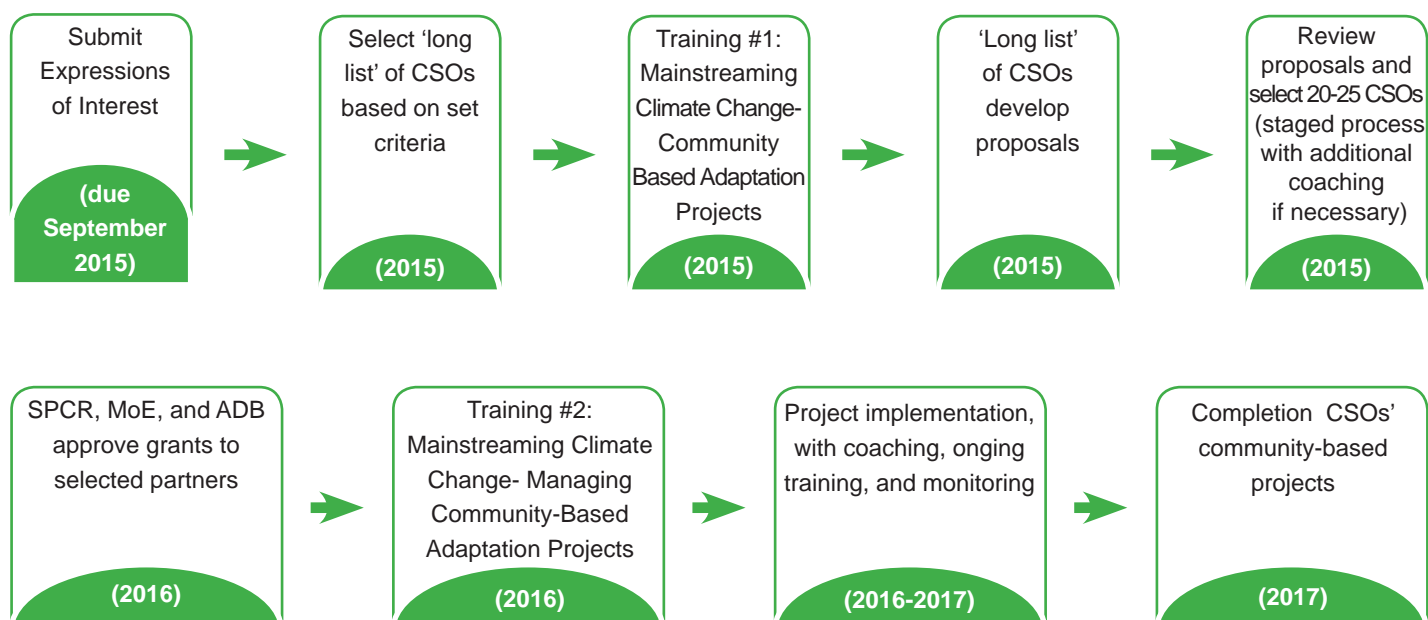 Submit
Expressions
of Interest
(due
September
2015)
Select ‘long
list’ of CSOs
based on set
criteria
(2015)
Training #1:
Mainstreaming
Climate Change-
Community
Based Adaptation
Projects
(2015)
‘Long list’
of CSOs
develop
proposals
(2015)
Review
proposals and
select 20-25 CSOs
(staged process
with additional
coaching
if necessary)
(2015)
SPCR, MoE, and ADB
approve grants to
selected partners
(2016)
Training #2:
Mainstreaming Climate
Change- Managing
Community-Based
Adaptation Projects
(2016)
Project implementation,
with coaching, onging
training, and monitoring
(2016-2017)
Completion CSOs’
community-based
projects
(2017)